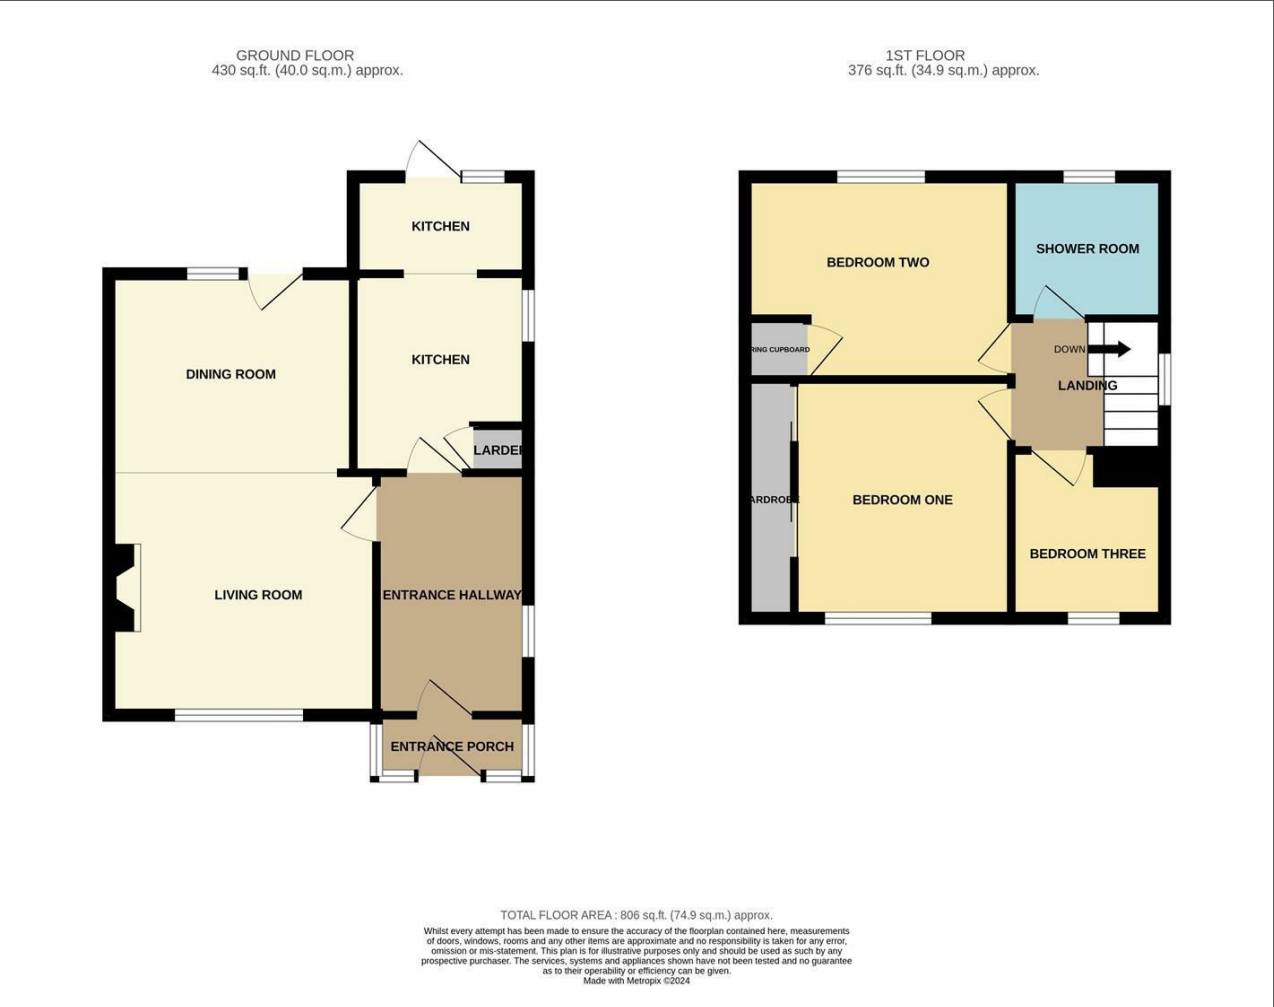 GROUND FLOOR
430 sq.ft. (40.0 sq.m.) approx.
1ST FLOOR
376 sq.ft. (34.9 sq.m.) approx.
KITCHEN
KITCHEN
DINING ROOM
LARDER
LIVING ROOM
ENTRANCE HALLWAY
ENTRANCE PORCH
BEDROOM TWO
SHOWER ROOM
RING CUPBOARD
DOWN
LANDING
ARDROBE
BEDROOM ONE
BEDROOM THREE
TOTAL FLOOR AREA : 806 sq.ft. (74.9 sq.m.) approx.
Whilst every attempt has been made to ensure the accuracy of the floorplan contained here, measurements
of doors, windows, rooms and any other items are approximate and no responsibility is taken for any error,
omission or mis-statement. This plan is for illustrative purposes only and should be used as such by any
prospective purchaser. The services, systems and appliances shown have not been tested and no guarantee
as to their operability or efficiency can be given.
Made with Metropix ©2024